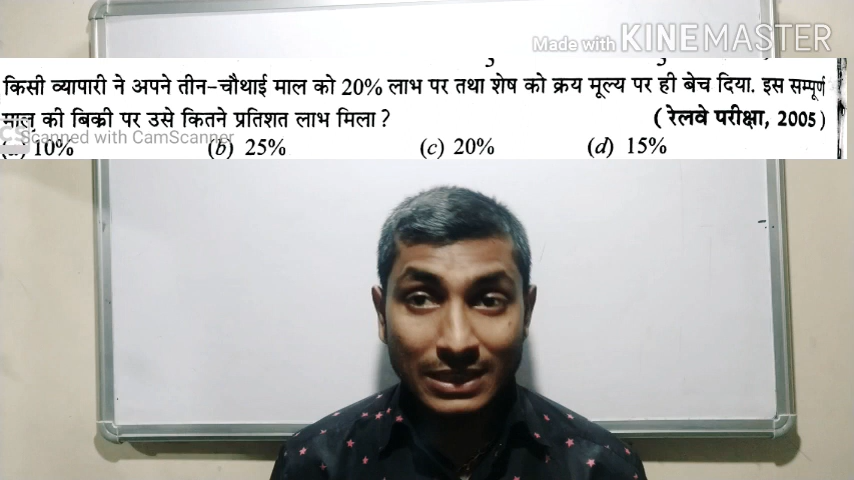 Made with KINEMASTER
किसी व्यापारी ने अपने तीन-चौथाई माल को 20% लाभ पर तथा शेष को क्रय मूल्य पर ही बेच दिया. इस सम्पूर्ण
माल की बिक्री पर उसे कितने प्रतिशत लाभ मिला ? (रेलवे परीक्षा, 2005)
CS Scanned with CamScanner
(a) 10% (b) 25% (c) 20% (d) 15%